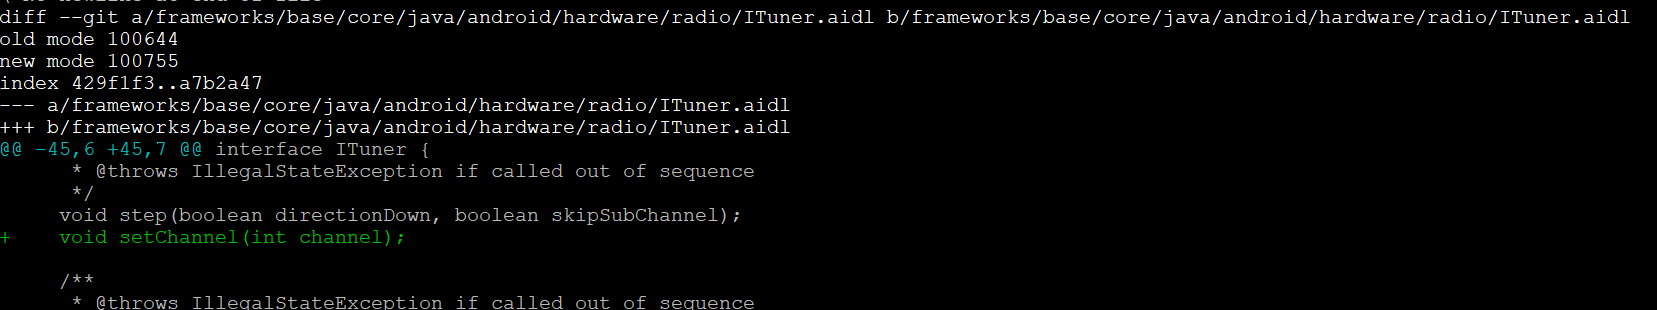 diff --git a/frameworks/base/core/java/android/hardware/radio/ITuner.aidl b/frameworks/base/core/java/android/hardware/radio/ITuner.aidl
old mode 100644
new mode 100755
index 429f1f3..a7b2a47
--- a/frameworks/base/core/java/android/hardware/radio/ITuner.aidl
+++ b/frameworks/base/core/java/android/hardware/radio/ITuner.aidl
@@ -45,6 +45,7 @@ interface ITuner {
      * @throws IllegalStateException if called out of sequence
      */
     void step(boolean directionDown, boolean skipSubChannel);
+    void setChannel(int channel);
     /**
      * @throws IllegalStateException if called out of sequence